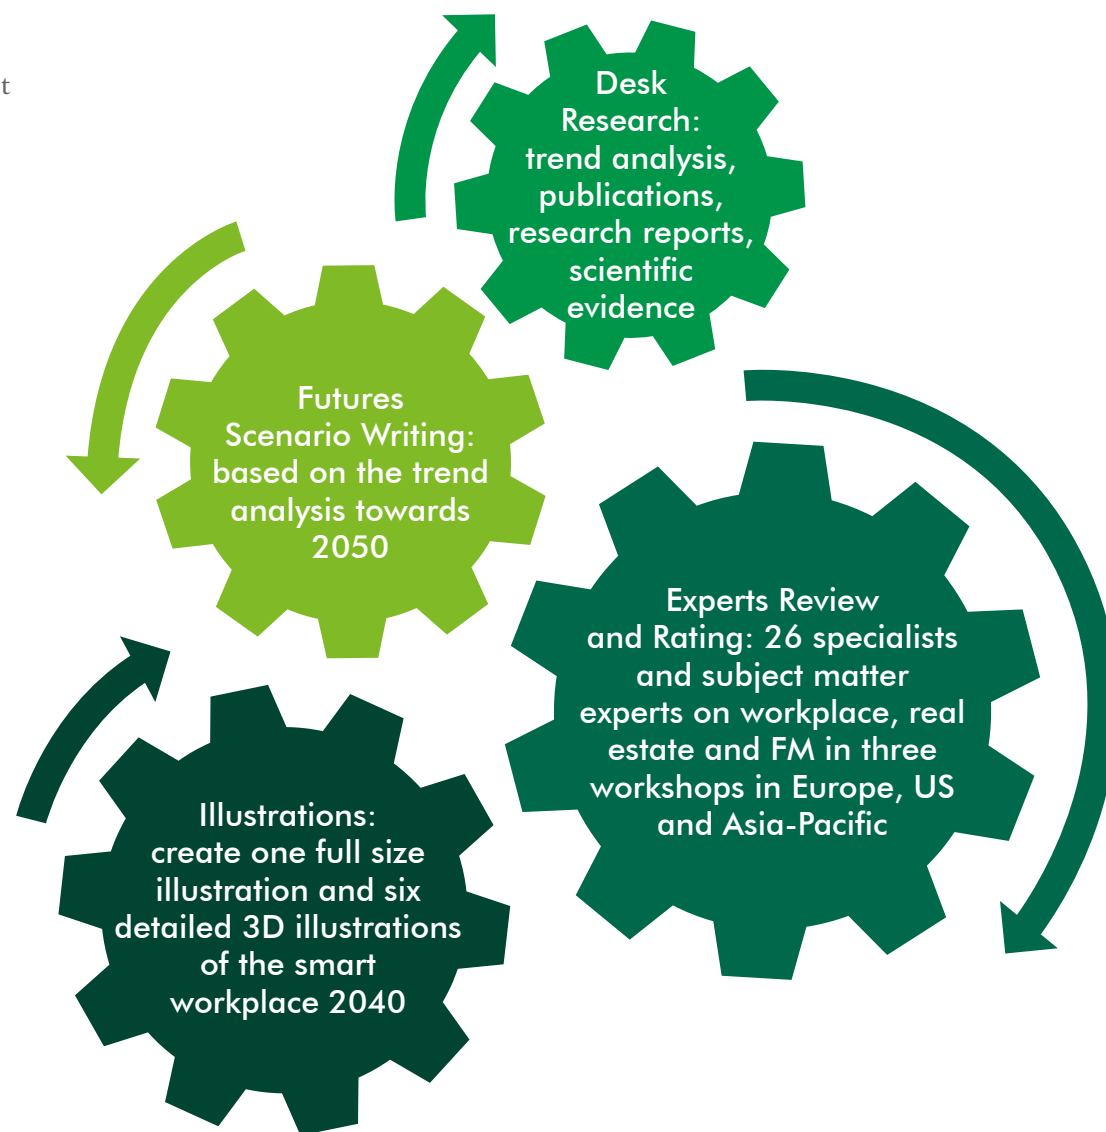 t
Desk
Research:
trend analysis,
publications,
research reports,
scientific
evidence
Futures
Scenario Writing:
based on the trend
analysis towards
2050
Experts Review
and Rating: 26 specialists
and subject matter
experts on workplace, real
estate and FM in three
workshops in Europe, US
and Asia-Pacific
Illustrations:
create one full size
illustration and six
detailed 3D illustrations
of the smart
workplace 2040